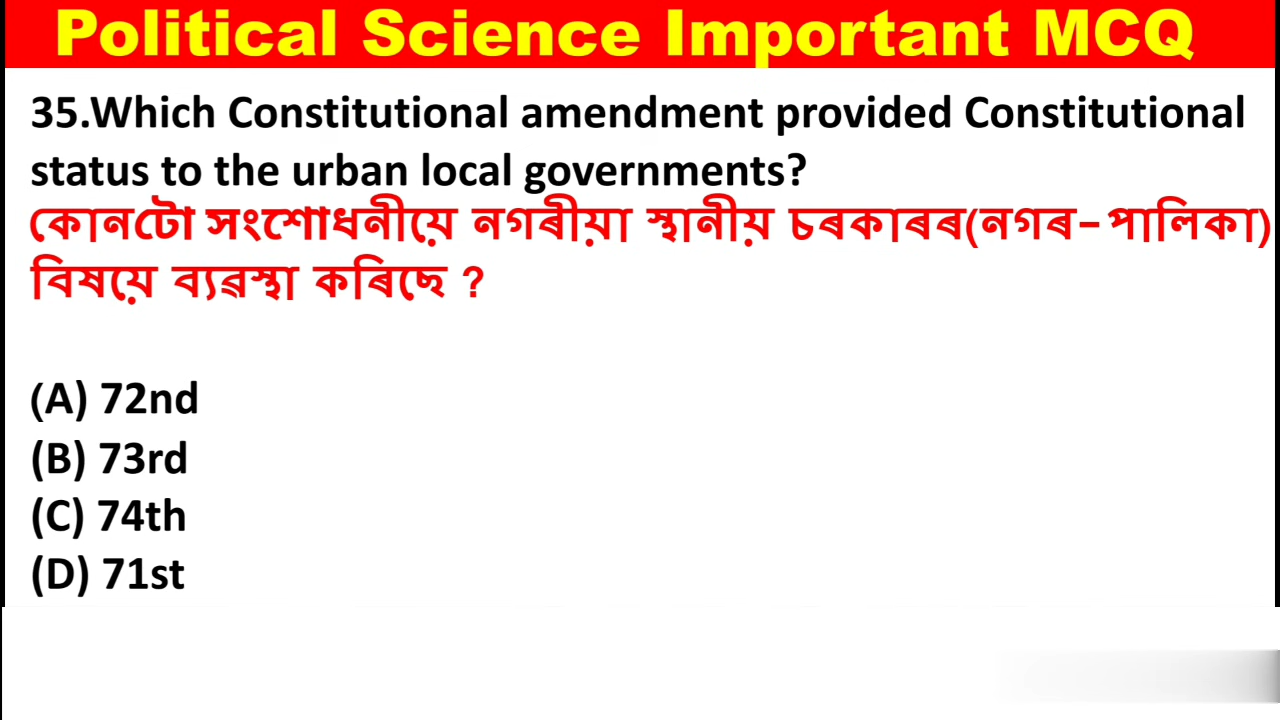 Political Science Important MCQ
35.Which Constitutional amendment provided Constitutional
status to the urban local governments?
কোনটো সংশোধনীয়ে নগৰীয়া স্থানীয় চৰকাৰৰ(নগৰ-পালিকা)
বিষয়ে ব্যৱস্থা কৰিছে ?
(A) 72nd
(B) 73rd
(C) 74th
(D) 71st